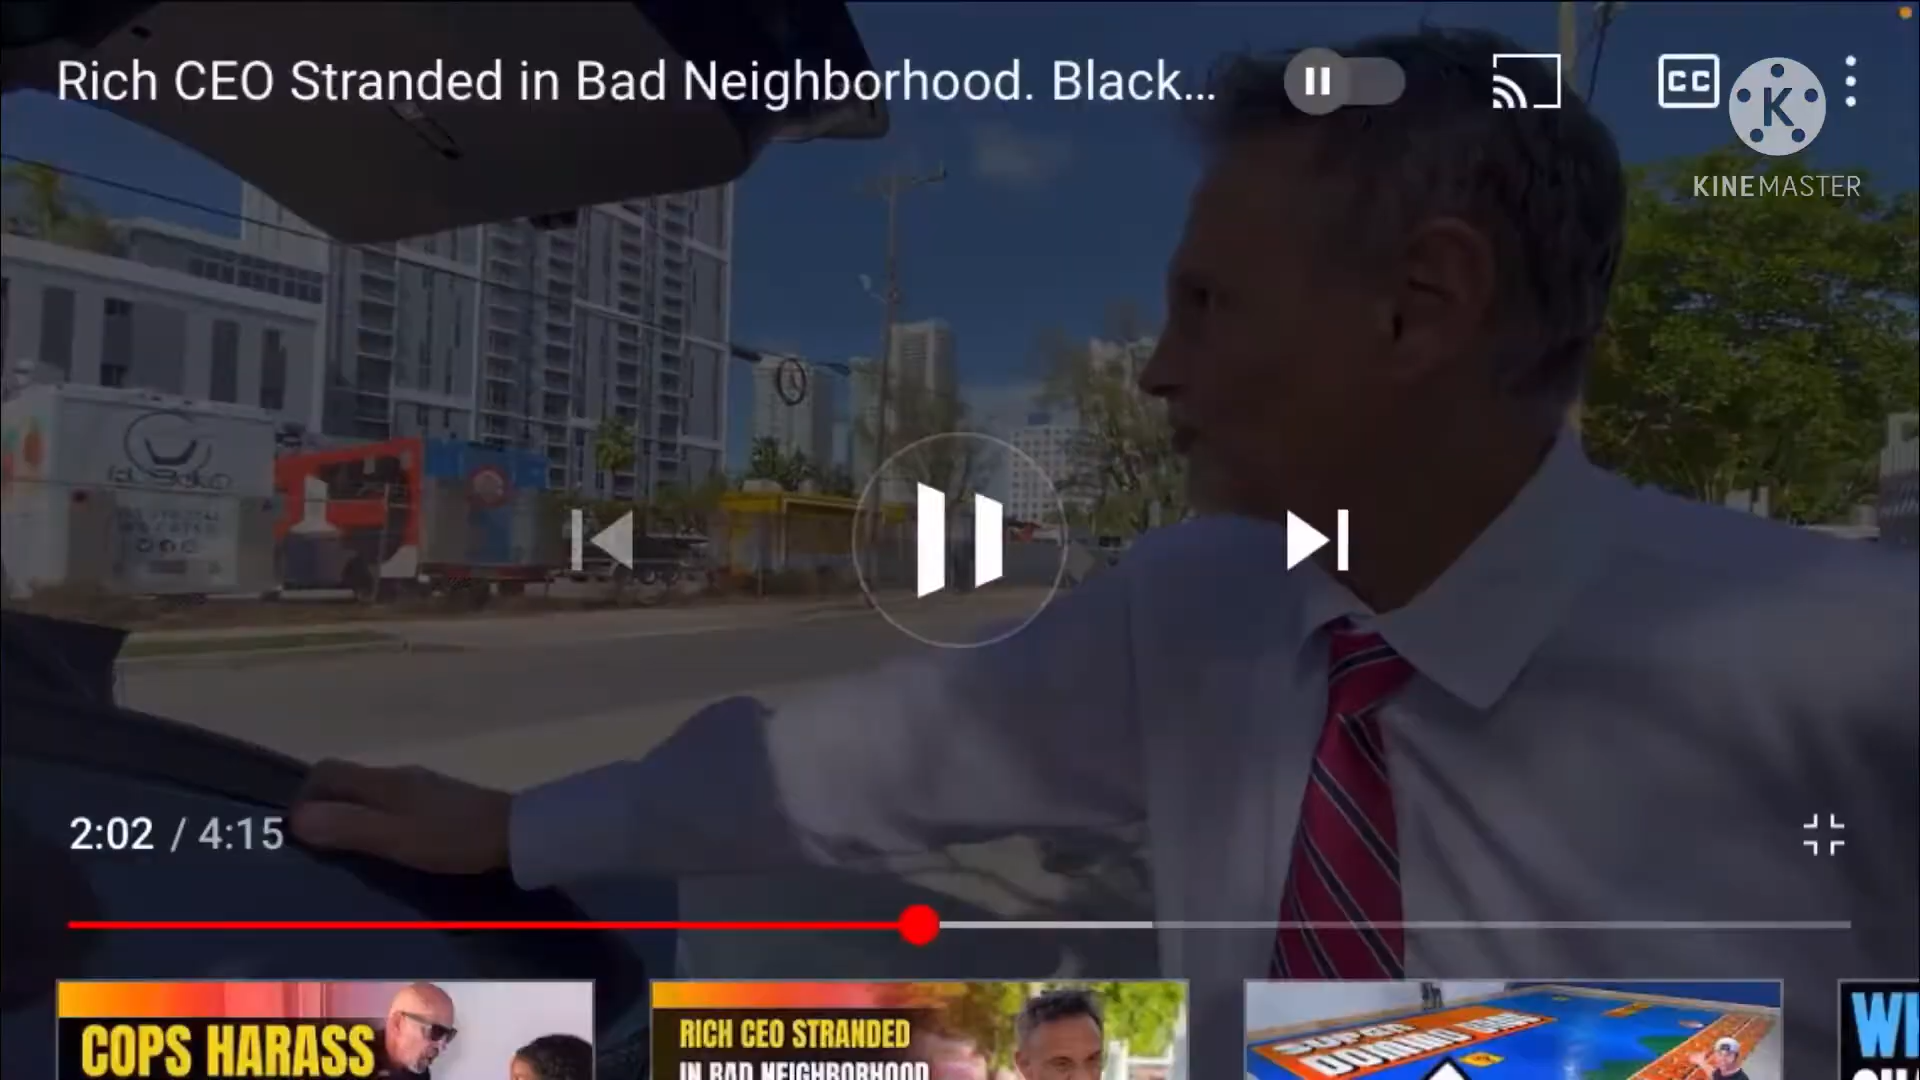 Rich CEO Stranded in Bad Neighborhood. Black...
CC
K
KINEMASTER
2:02 / 4:15
COPS HARASS
RICH CEO STRANDED
IN BAD NEIGHBORHOOD